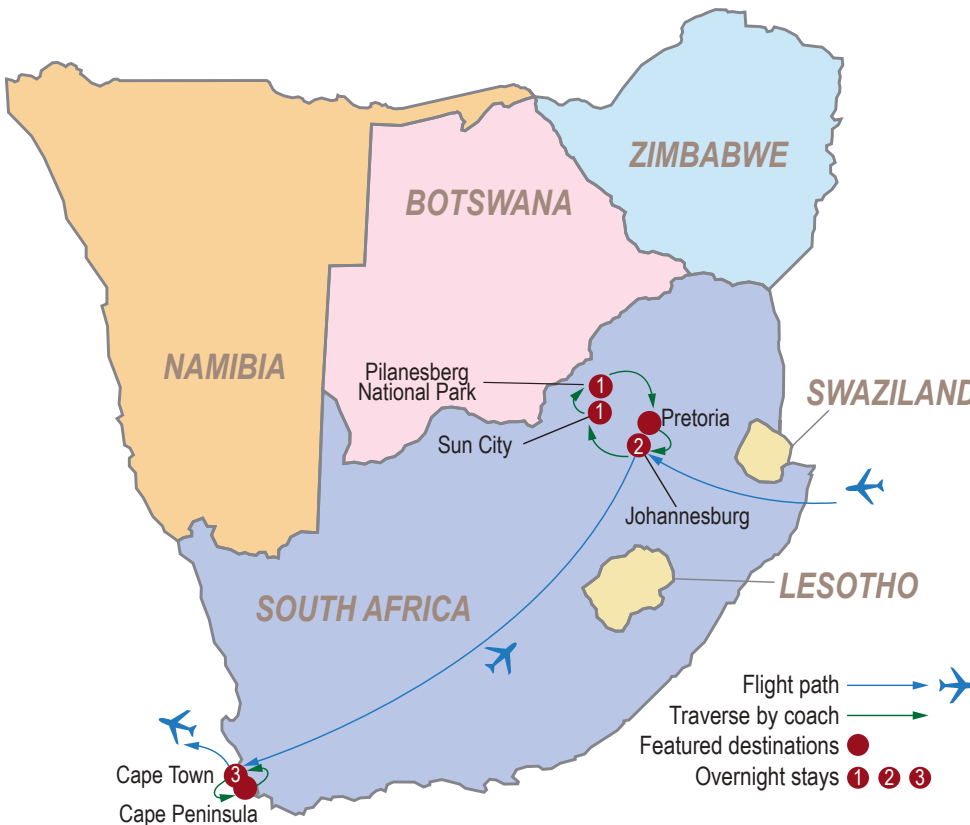 ZIMBABWE
BOTSWANA
NAMIBIA
Pilanesberg
National Park
1
1
SWAZILAND
Pretoria
Sun City
2
Johannesburg
LESOTHO
SOUTH AFRICA
Flight path
Traverse by coach
Featured destinations
Overnight stays 1 2 3
Cape Town 3
Cape Peninsula